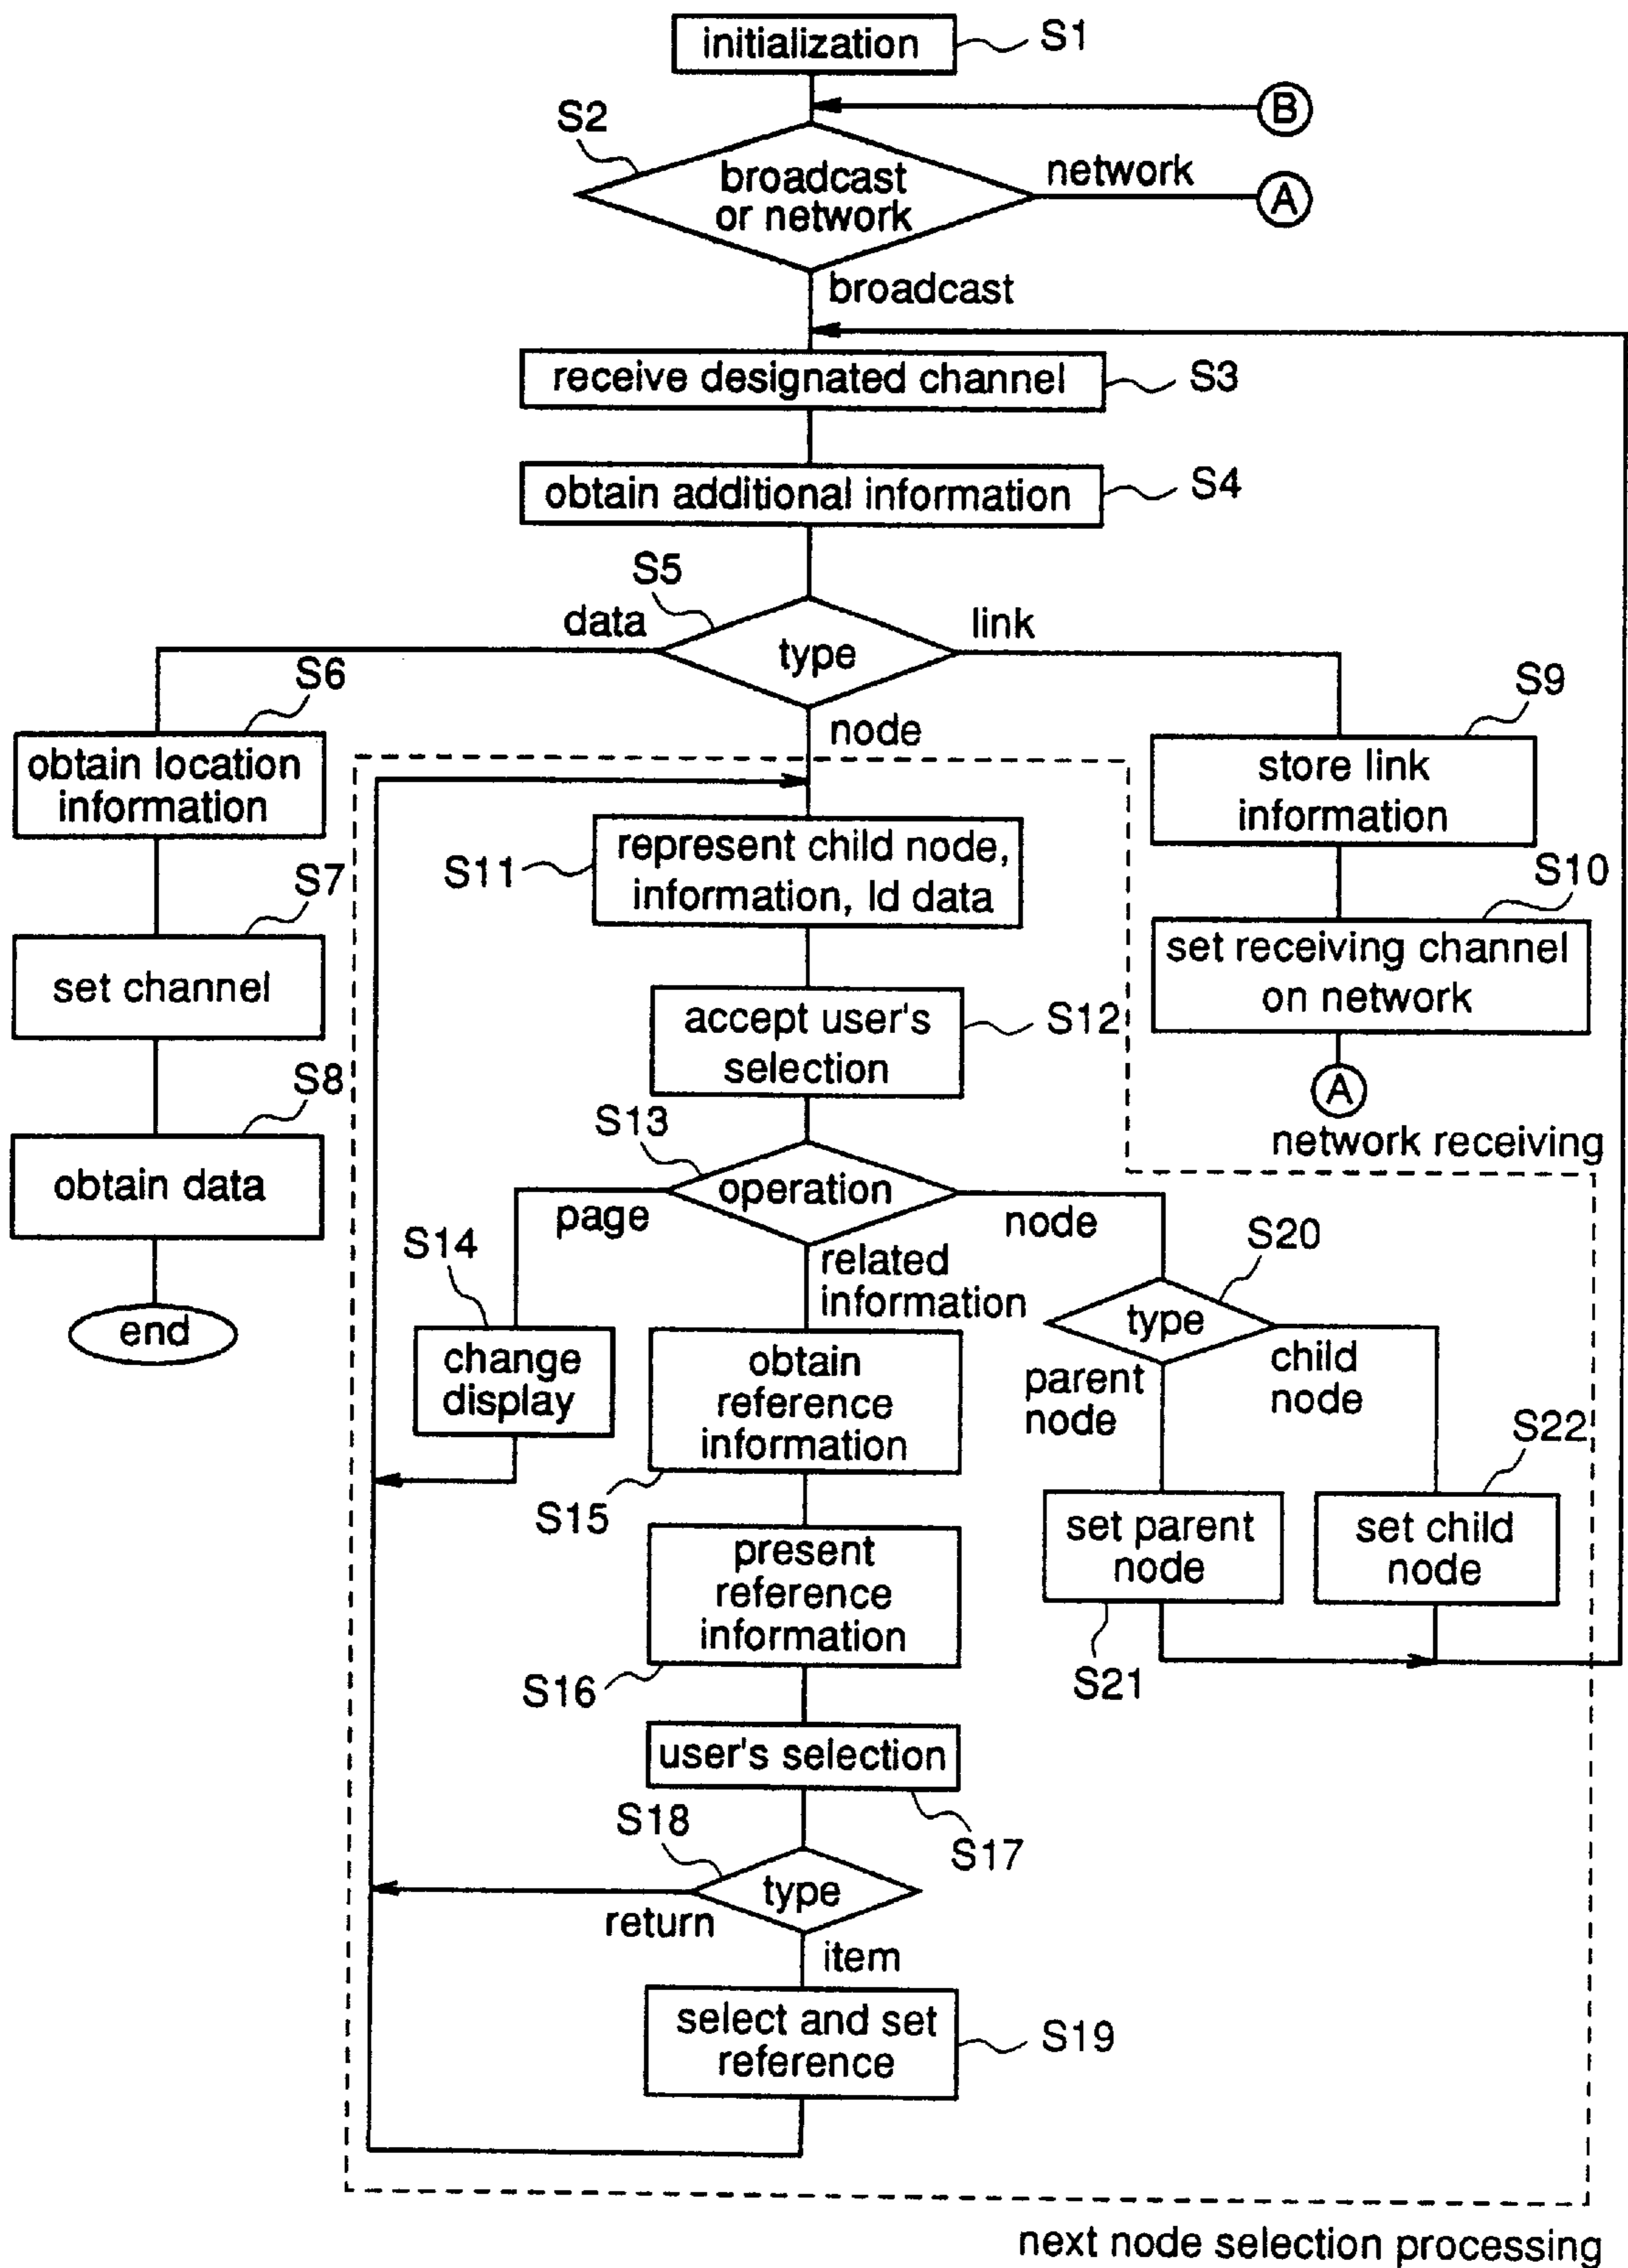 initialization
S1
B
S2
broadcast
or network
network
A
broadcast
receive designated channel
S3
obtain additional information
S4
S5
data
type
link
node
S6
obtain location
information
S9
store link
information
S11
represent child node,
information, Id data
S7
set channel
S10
set receiving channel
on network
A
network receiving
accept user's
selection
S12
S8
obtain data
end
S13
operation
page
related
information
node
S14
change
display
obtain
reference
information
S15
S20
type
parent
node
child
node
S22
set parent
node
S21
set child
node
present
reference
information
S16
user's selection
S17
S18
type
return
item
select and set
reference
S19
next node selection processing